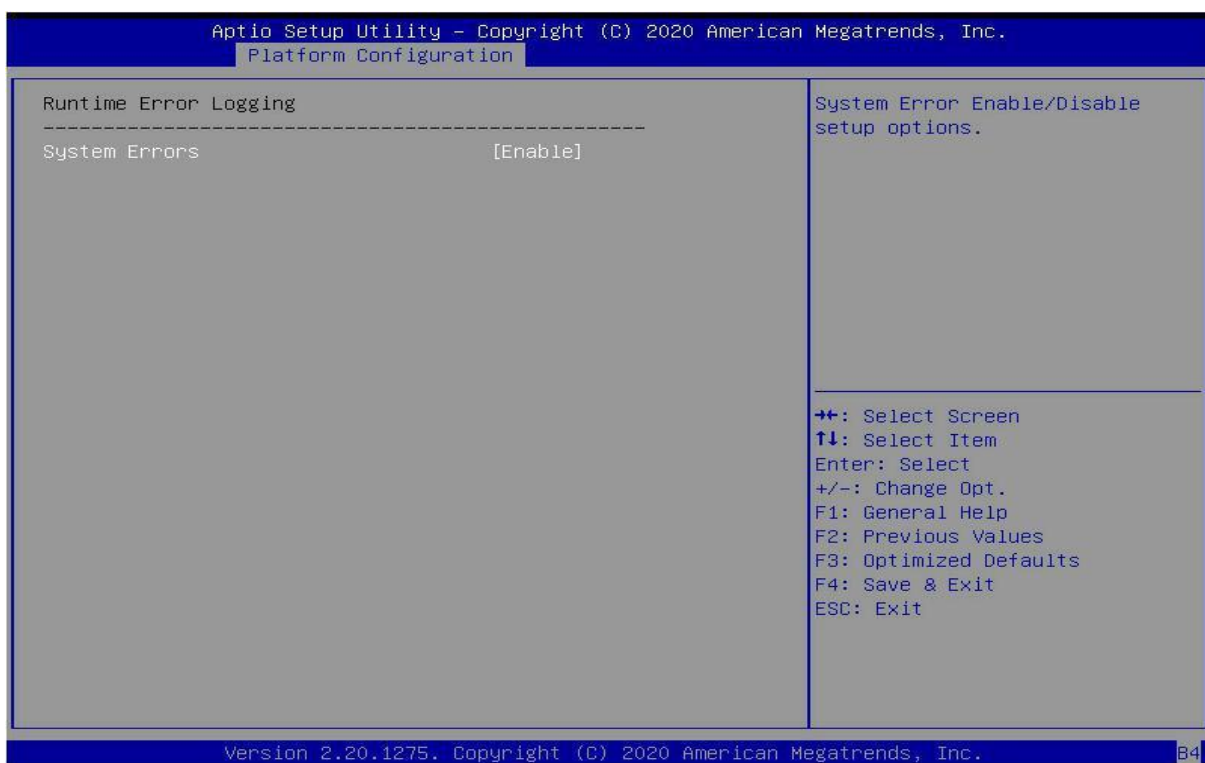 Aptio Setup Utility – Copyright (C) 2020 American Megatrends, Inc.
Platform Configuration
Runtime Error Logging
--------------------------------------------------
System Errors [Enable]
System Error Enable/Disable
setup options.
→←: Select Screen
↑↓: Select Item
Enter: Select
+/-: Change Opt.
F1: General Help
F2: Previous Values
F3: Optimized Defaults
F4: Save & Exit
ESC: Exit
Version 2.20.1275. Copyright (C) 2020 American Megatrends, Inc.
B4